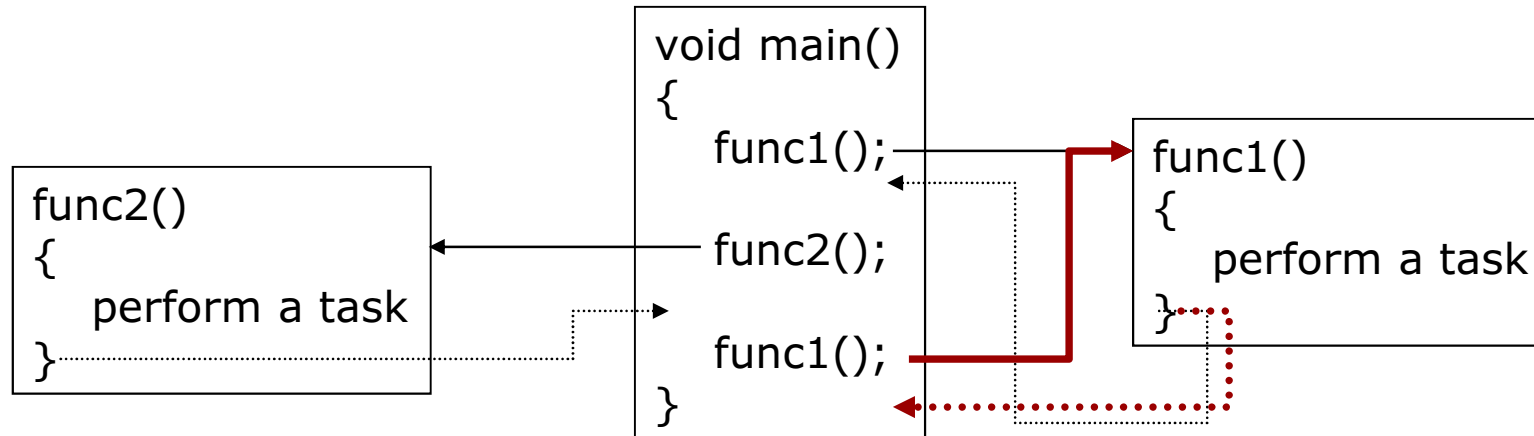 func2()
{
perform a task
}
void main()
{
func1();
func2();
func1();
}
func1()
{
perform a task
}